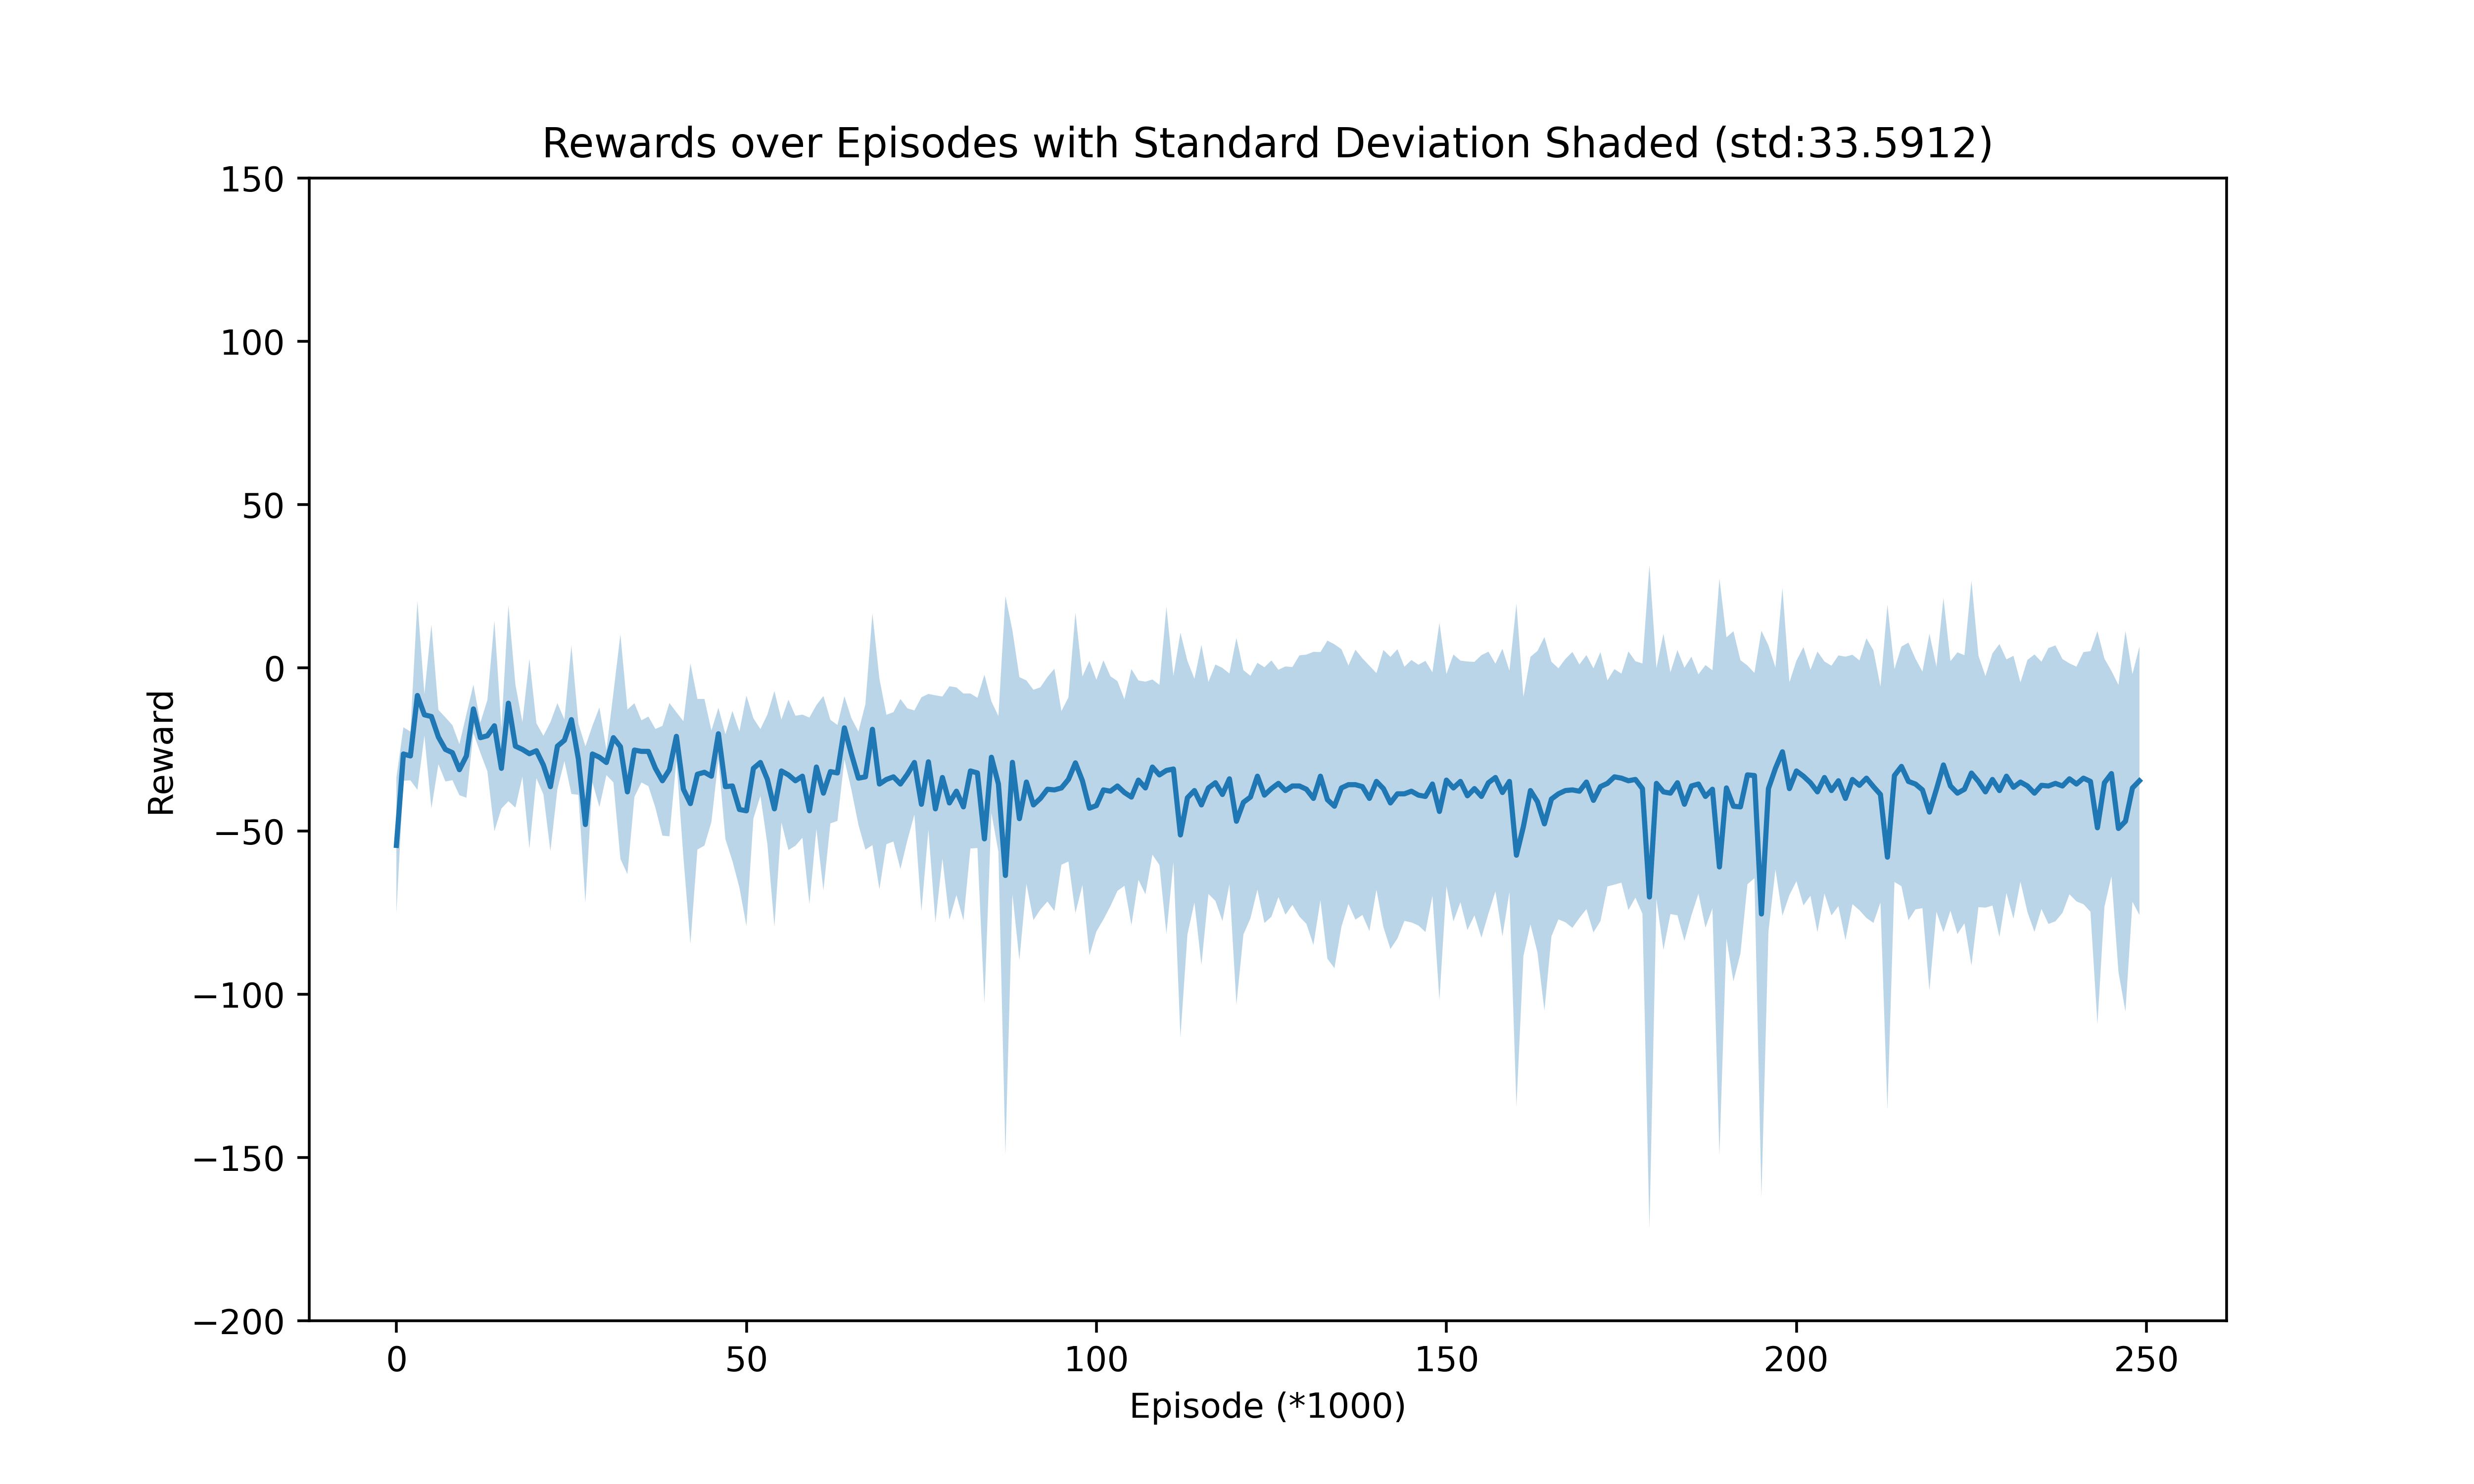 Rewards over Episodes with Standard Deviation Shaded (std:33.5912)
150
100
50
0
−50
−100
−150
−200
Reward
0 50 100 150 200 250
Episode (*1000)